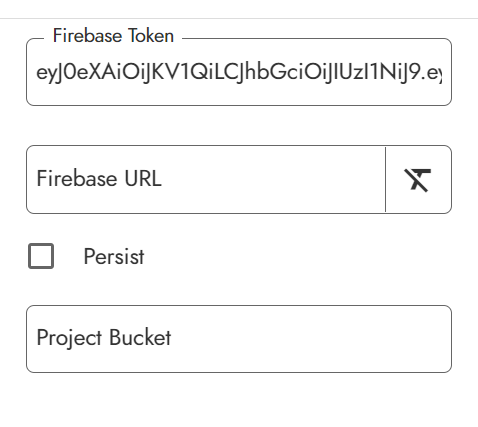 Firebase Token
eyJ0eXAiOiJKV1QiLCJhbGciOiJIUzI1NiJ9.ey
Firebase URL
Persist
Project Bucket